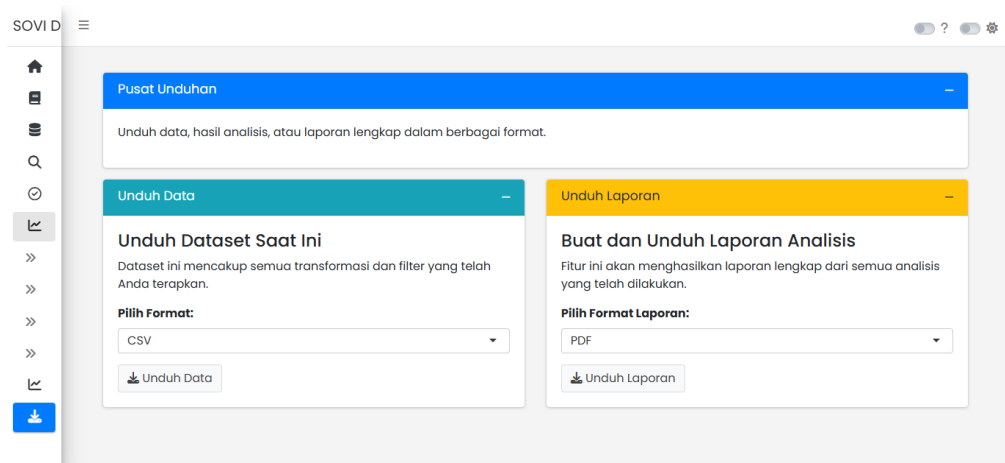 SOVI D
?
Pusat Unduhan
Unduh data, hasil analisis, atau laporan lengkap dalam berbagai format.
Unduh Data
Unduh Dataset Saat Ini
Dataset ini mencakup semua transformasi dan filter yang telah
Anda terapkan.
Pilih Format:
CSV
Unduh Data
Unduh Laporan
Buat dan Unduh Laporan Analisis
Fitur ini akan menghasilkan laporan lengkap dari semua analisis
yang telah dilakukan.
Pilih Format Laporan:
PDF
Unduh Laporan